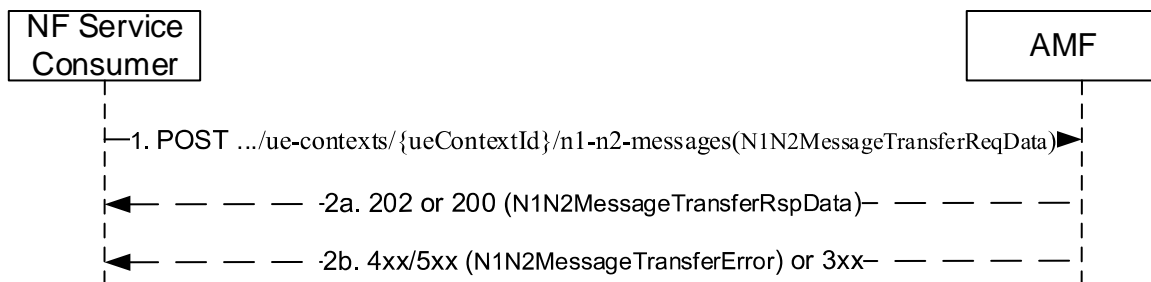 NF Service
Consumer
AMF
1. POST .../ue-contexts/{ueContextId}/n1-n2-messages(N1N2MessageTransferReqData)
2a. 202 or 200 (N1N2MessageTransferRspData)
2b. 4xx/5xx (N1N2MessageTransferError) or 3xx